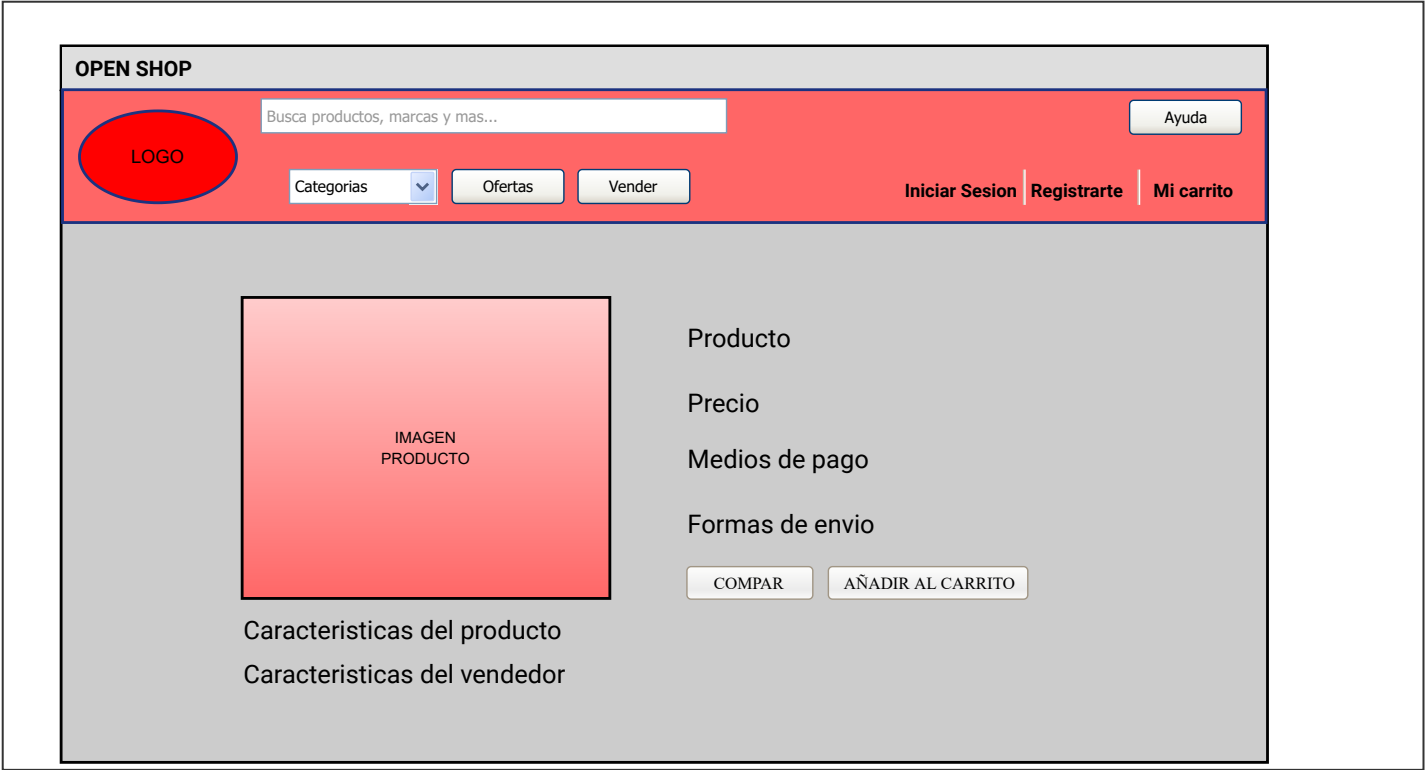 OPEN SHOP
Busca productos, marcas y mas...
Ayuda
LOGO
Categorias
Ofertas
Vender
Iniciar Sesion
Registrarte
Mi carrito
IMAGEN
PRODUCTO
Producto
Precio
Medios de pago
Formas de envio
COMPAR
AÑADIR AL CARRITO
Caracteristicas del producto
Caracteristicas del vendedor